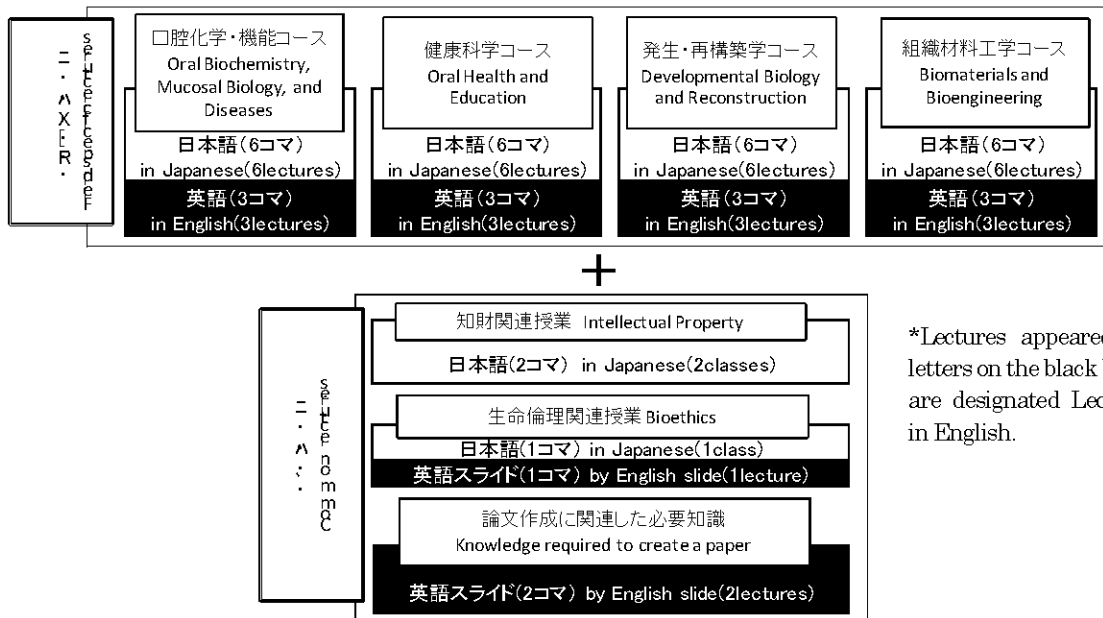 口腔化学・機能コース
Oral Biochemistry,
Mucosal Biology, and
Diseases
日本語(6コマ)
in Japanese(6lectures)
英語(3コマ)
in English(3lectures)
健康科学コース
Oral Health and
Education
日本語(6コマ)
in Japanese(6lectures)
英語(3コマ)
in English(3lectures)
発生・再構築学コース
Developmental Biology
and Reconstruction
日本語(6コマ)
in Japanese(6lectures)
英語(3コマ)
in English(3lectures)
組織材料工学コース
Biomaterials and
Bioengineering
日本語(6コマ)
in Japanese(6lectures)
英語(3コマ)
in English(3lectures)
+
知財関連授業 Intellectual Property
日本語(2コマ) in Japanese(2classes)
生命倫理関連授業 Bioethics
日本語(1コマ) in Japanese(1class)
英語スライド(1コマ) by English slide(1lecture)
論文作成に関連した必要知識
Knowledge required to create a paper
英語スライド(2コマ) by English slide(2lectures)
*Lectures appeared
letters on the black
are designated Lec
in English.